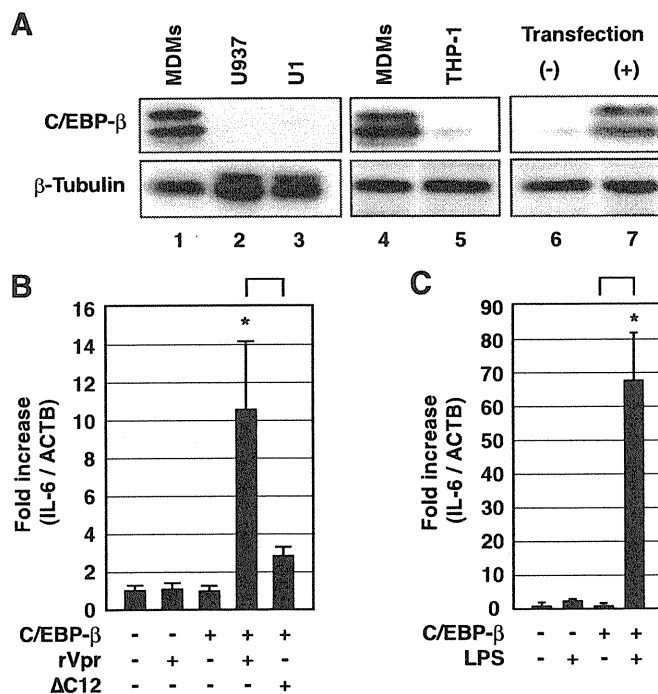 A
MDMs
U937
U1
MDMs
THP-1
Transfection
(-)
(+)
C/EBP-β
β-Tubulin
1 2 3 4 5 6 7
B
16
14
12
10
8
6
4
2
0
Fold increase
(IL-6 / ACTB)
*
C/EBP-β - - + + +
rVpr - + - +
ΔC12 +
C
90
80
70
60
50
40
30
20
10
0
Fold increase
(IL-6 / ACTB)
*
C/EBP-β - - + +
LPS - + - +